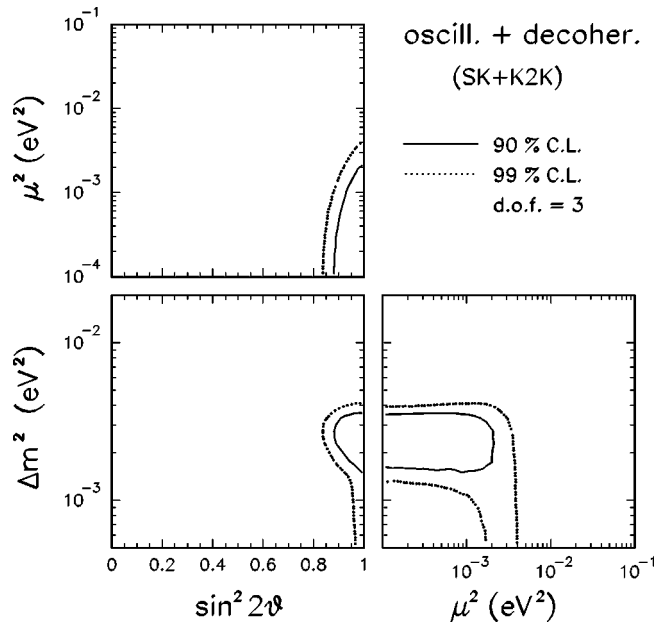 oscill. + decoher.
(SK+K2K)
90 % C.L.
99 % C.L.
d.o.f. = 3
μ² (eV²)
10⁻¹
10⁻²
10⁻³
10⁻⁴
Δm² (eV²)
10⁻²
10⁻³
0 0.2 0.4 0.6 0.8 1
sin² 2ϑ
10⁻³ 10⁻² 10⁻¹
μ² (eV²)